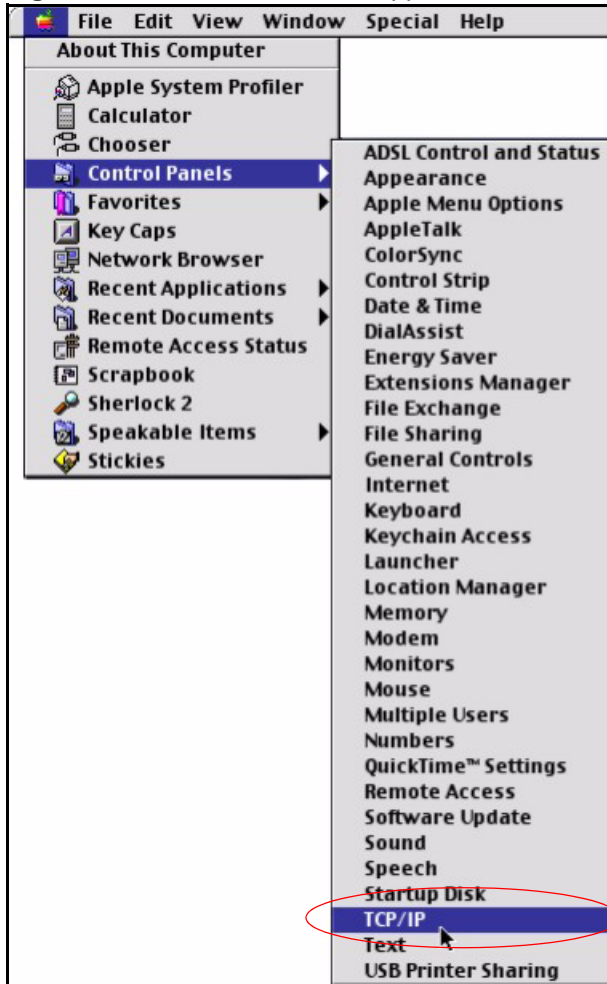 File Edit View Window Special Help
About This Computer
Apple System Profiler
Calculator
Chooser
Control Panels
Favorites
Key Caps
Network Browser
Recent Applications
Recent Documents
Remote Access Status
Scrapbook
Sherlock 2
Speakable Items
Stickies
ADSL Control and Status
Appearance
Apple Menu Options
AppleTalk
ColorSync
Control Strip
Date & Time
DialAssist
Energy Saver
Extensions Manager
File Exchange
File Sharing
General Controls
Internet
Keyboard
Keychain Access
Launcher
Location Manager
Memory
Modem
Monitors
Mouse
Multiple Users
Numbers
QuickTime™ Settings
Remote Access
Software Update
Sound
Speech
Startup Disk
TCP/IP
Text
USB Printer Sharing